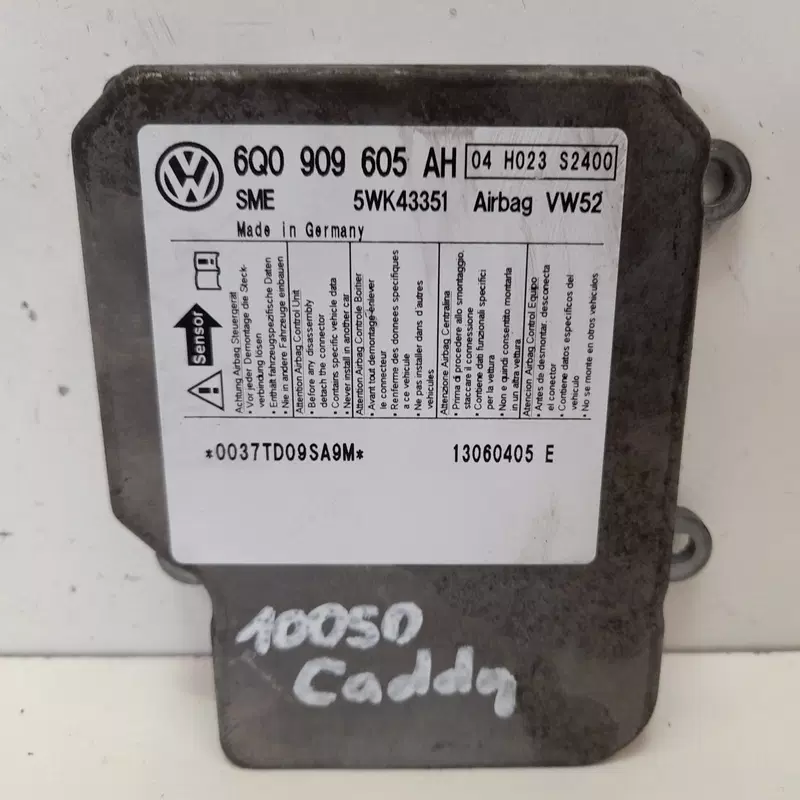 6Q0 909 605 AH 04 H023 S2400
SME 5WK43351 Airbag VW52
Made in Germany
Sensor
Achtung Airbag Steuergerät
• Vor jeder Demontage die Steck-
verbindung lösen
• Enthält fahrzeugspezifische Daten
• Nie in andere Fahrzeuge einbauen
Attention Airbag Control Unit
• Before any disassembly
detach the connector
• Contains specific vehicle data
• Never install in another car
Attention Airbag Controle Boitier
• Avant tout demontage enlever
le connecteur
• Renferme des donnees specifiques
a ce vehicule
• Ne pas installer dans d'autres
vehicules
Attenzione Airbag Centralina
• Prima di procedere allo smontaggio,
staccare il connessione
• Contiene dati funzionali specifici
per la vettura
• Non e consentito montarla
in un altra vettura
Atencion Airbag Control Equipo
• Antes de desmontar, desconecta
el conector
• Contiene datos especificos del
vehiculo
• No se monte en otros vehiculos
*0037TD09SA9M* 13060405 E
10050
Caddy